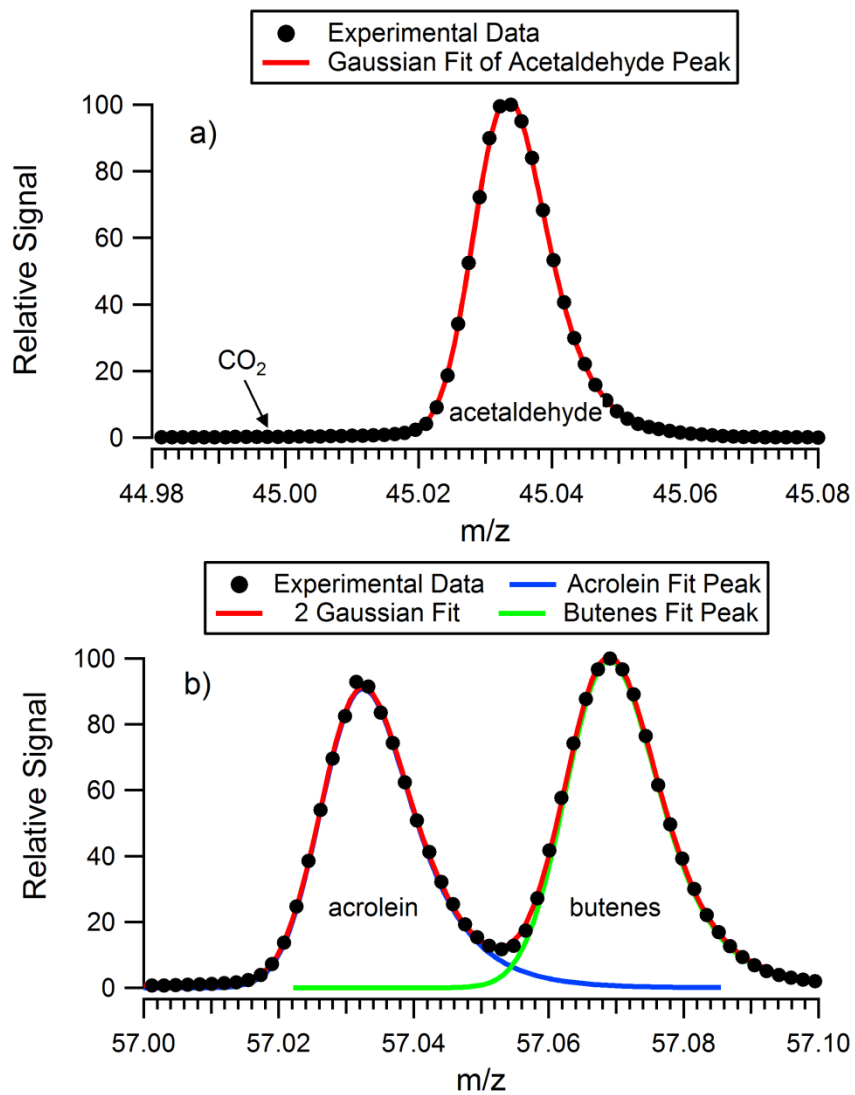 Experimental Data
Gaussian Fit of Acetaldehyde Peak
a)
100
80
60
40
20
0
Relative Signal
CO₂
acetaldehyde
44.98 45.00 45.02 45.04 45.06 45.08
m/z
Experimental Data Acrolein Fit Peak
2 Gaussian Fit Butenes Fit Peak
b)
100
80
60
40
20
0
Relative Signal
acrolein butenes
57.00 57.02 57.04 57.06 57.08 57.10
m/z